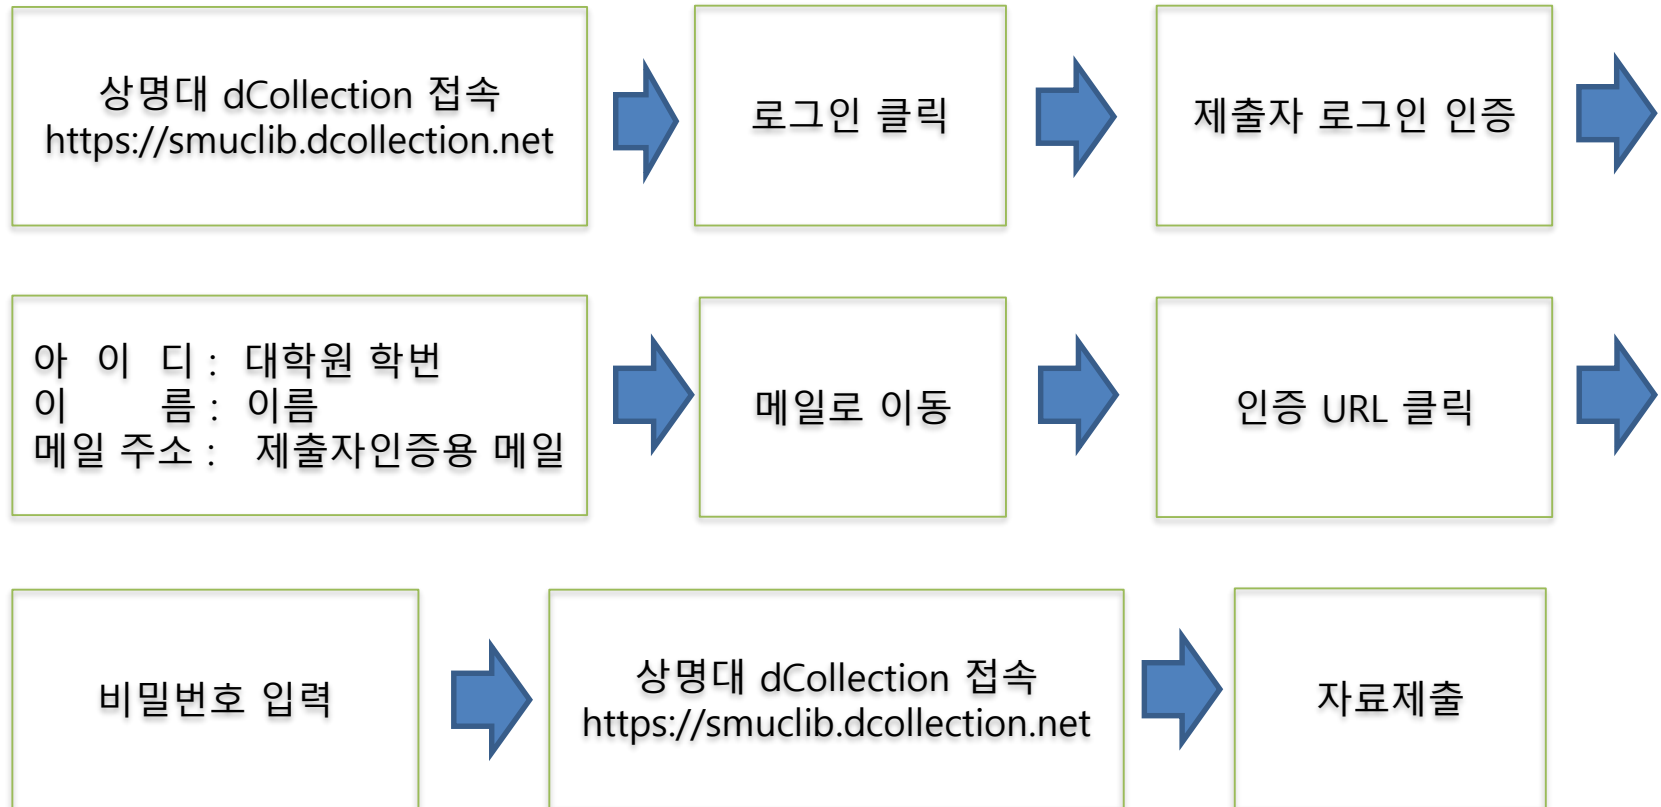 상명대 dCollection 접속
https://smuclib.dcollection.net
로그인 클릭
제출자 로그인 인증
아 이 디 : 대학원 학번
이 름 : 이름
메일 주소 : 제출자인증용 메일
메일로 이동
인증 URL 클릭
비밀번호 입력
상명대 dCollection 접속
https://smuclib.dcollection.net
자료제출